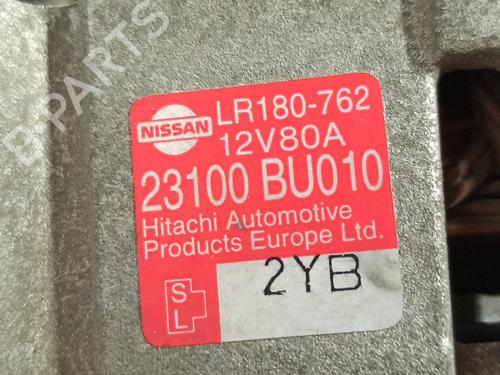 B-PARTS
NISSAN
LR180-762
12V80A
23100 BU010
Hitachi Automotive
Products Europe Ltd.
S
L
2YB